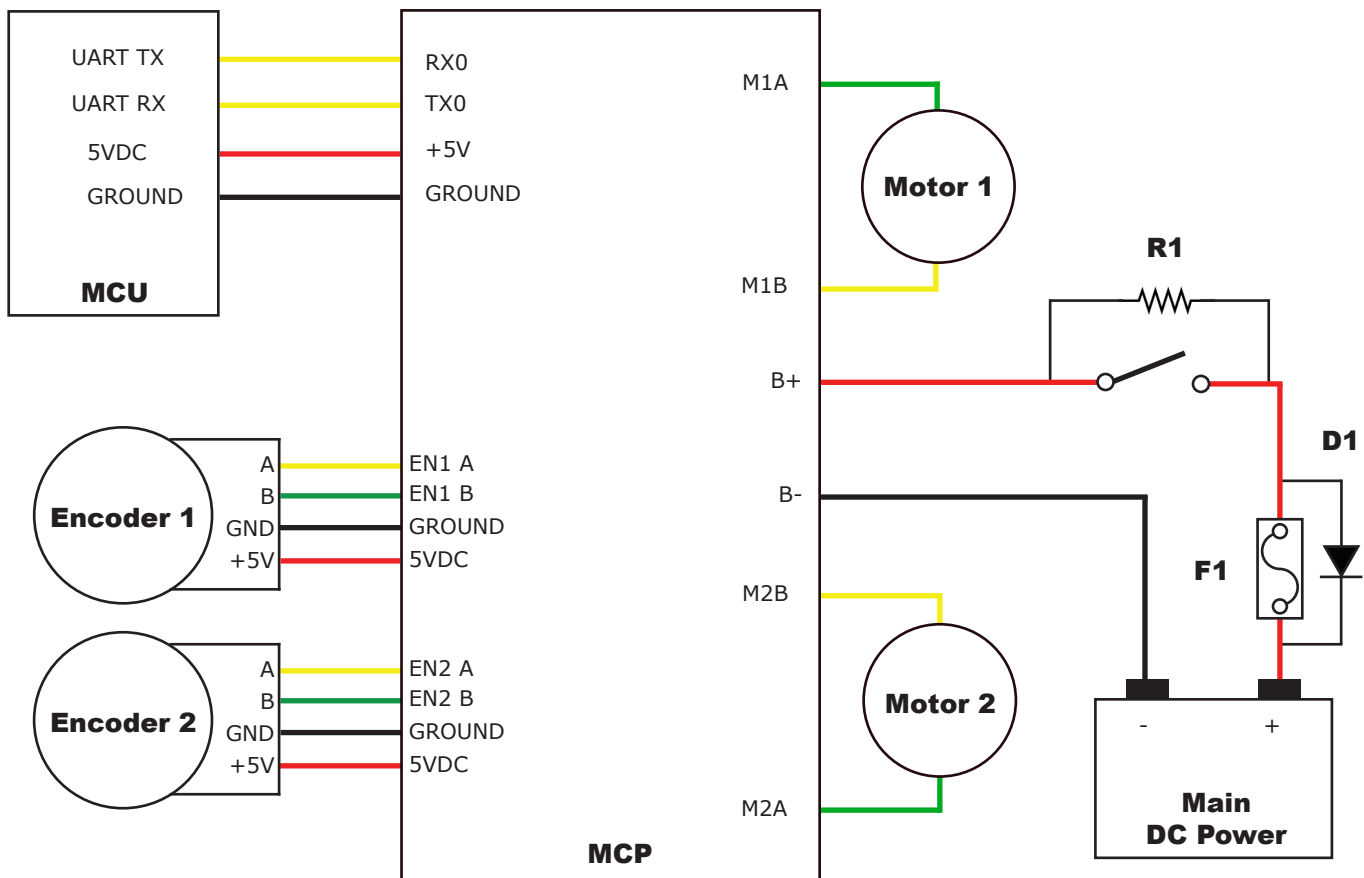 UART TX
UART RX
5VDC
GROUND
MCU
RX0
TX0
+5V
GROUND
M1A
Motor 1
M1B
R1
B+
D1
B-
F1
Encoder 1
A
B
GND
+5V
EN1 A
EN1 B
GROUND
5VDC
Encoder 2
A
B
GND
+5V
EN2 A
EN2 B
GROUND
5VDC
M2B
Motor 2
M2A
MCP
-
+
Main
DC Power